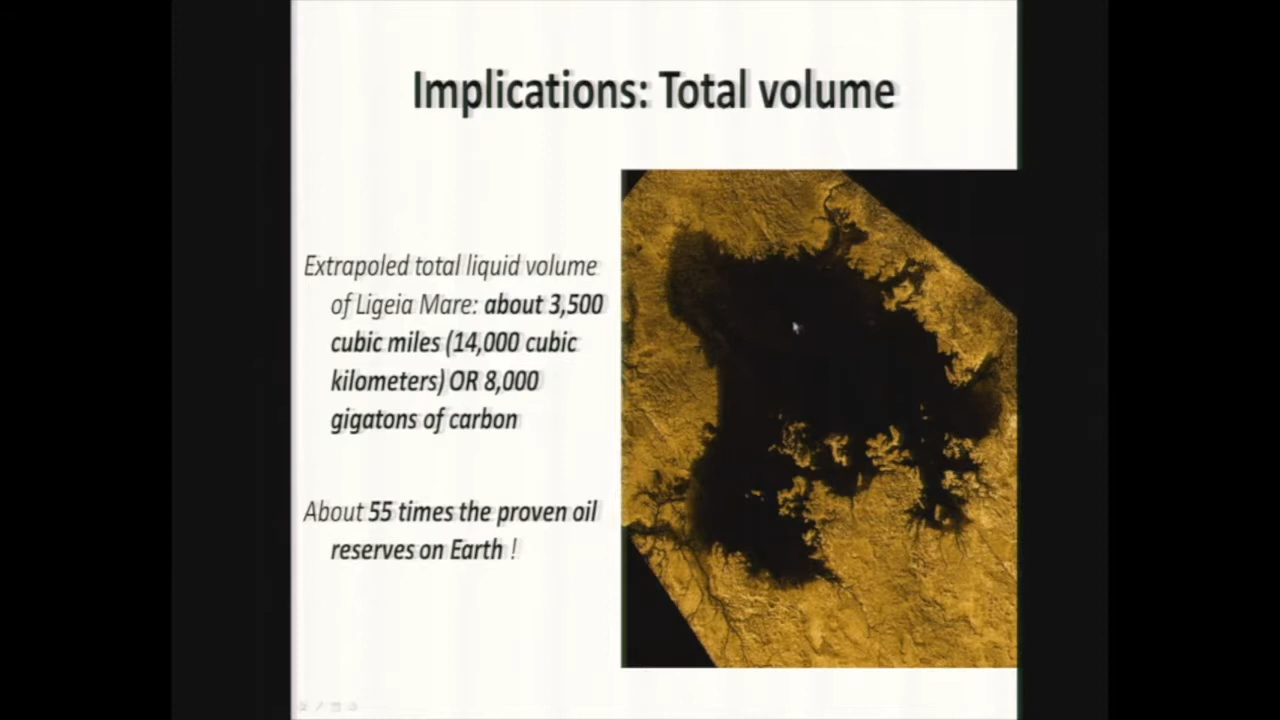 Implications: Total volume
Extrapoled total liquid volume
of Ligeia Mare: about 3,500
cubic miles (14,000 cubic
kilometers) OR 8,000
gigatons of carbon
About 55 times the proven oil
reserves on Earth !